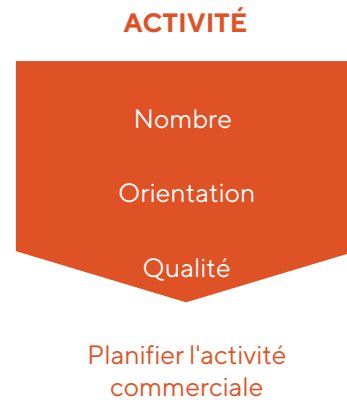 ACTIVITÉ
Nombre
Orientation
Qualité
Planifier l'activité
commerciale